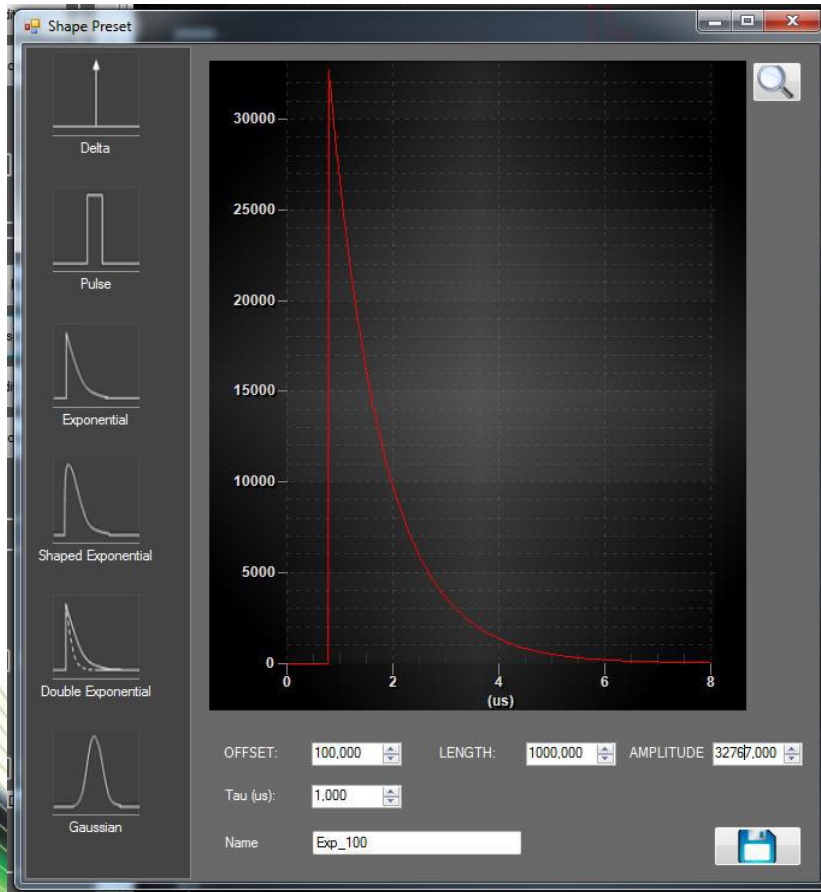 Shape Preset
Delta
Pulse
Exponential
Shaped Exponential
Double Exponential
Gaussian
30000
25000
20000
15000
10000
5000
0
0 2 4 6 8
(us)
OFFSET: 100,000 LENGTH: 1000,000 AMPLITUDE 32767,000
Tau (us): 1,000
Name Exp_100